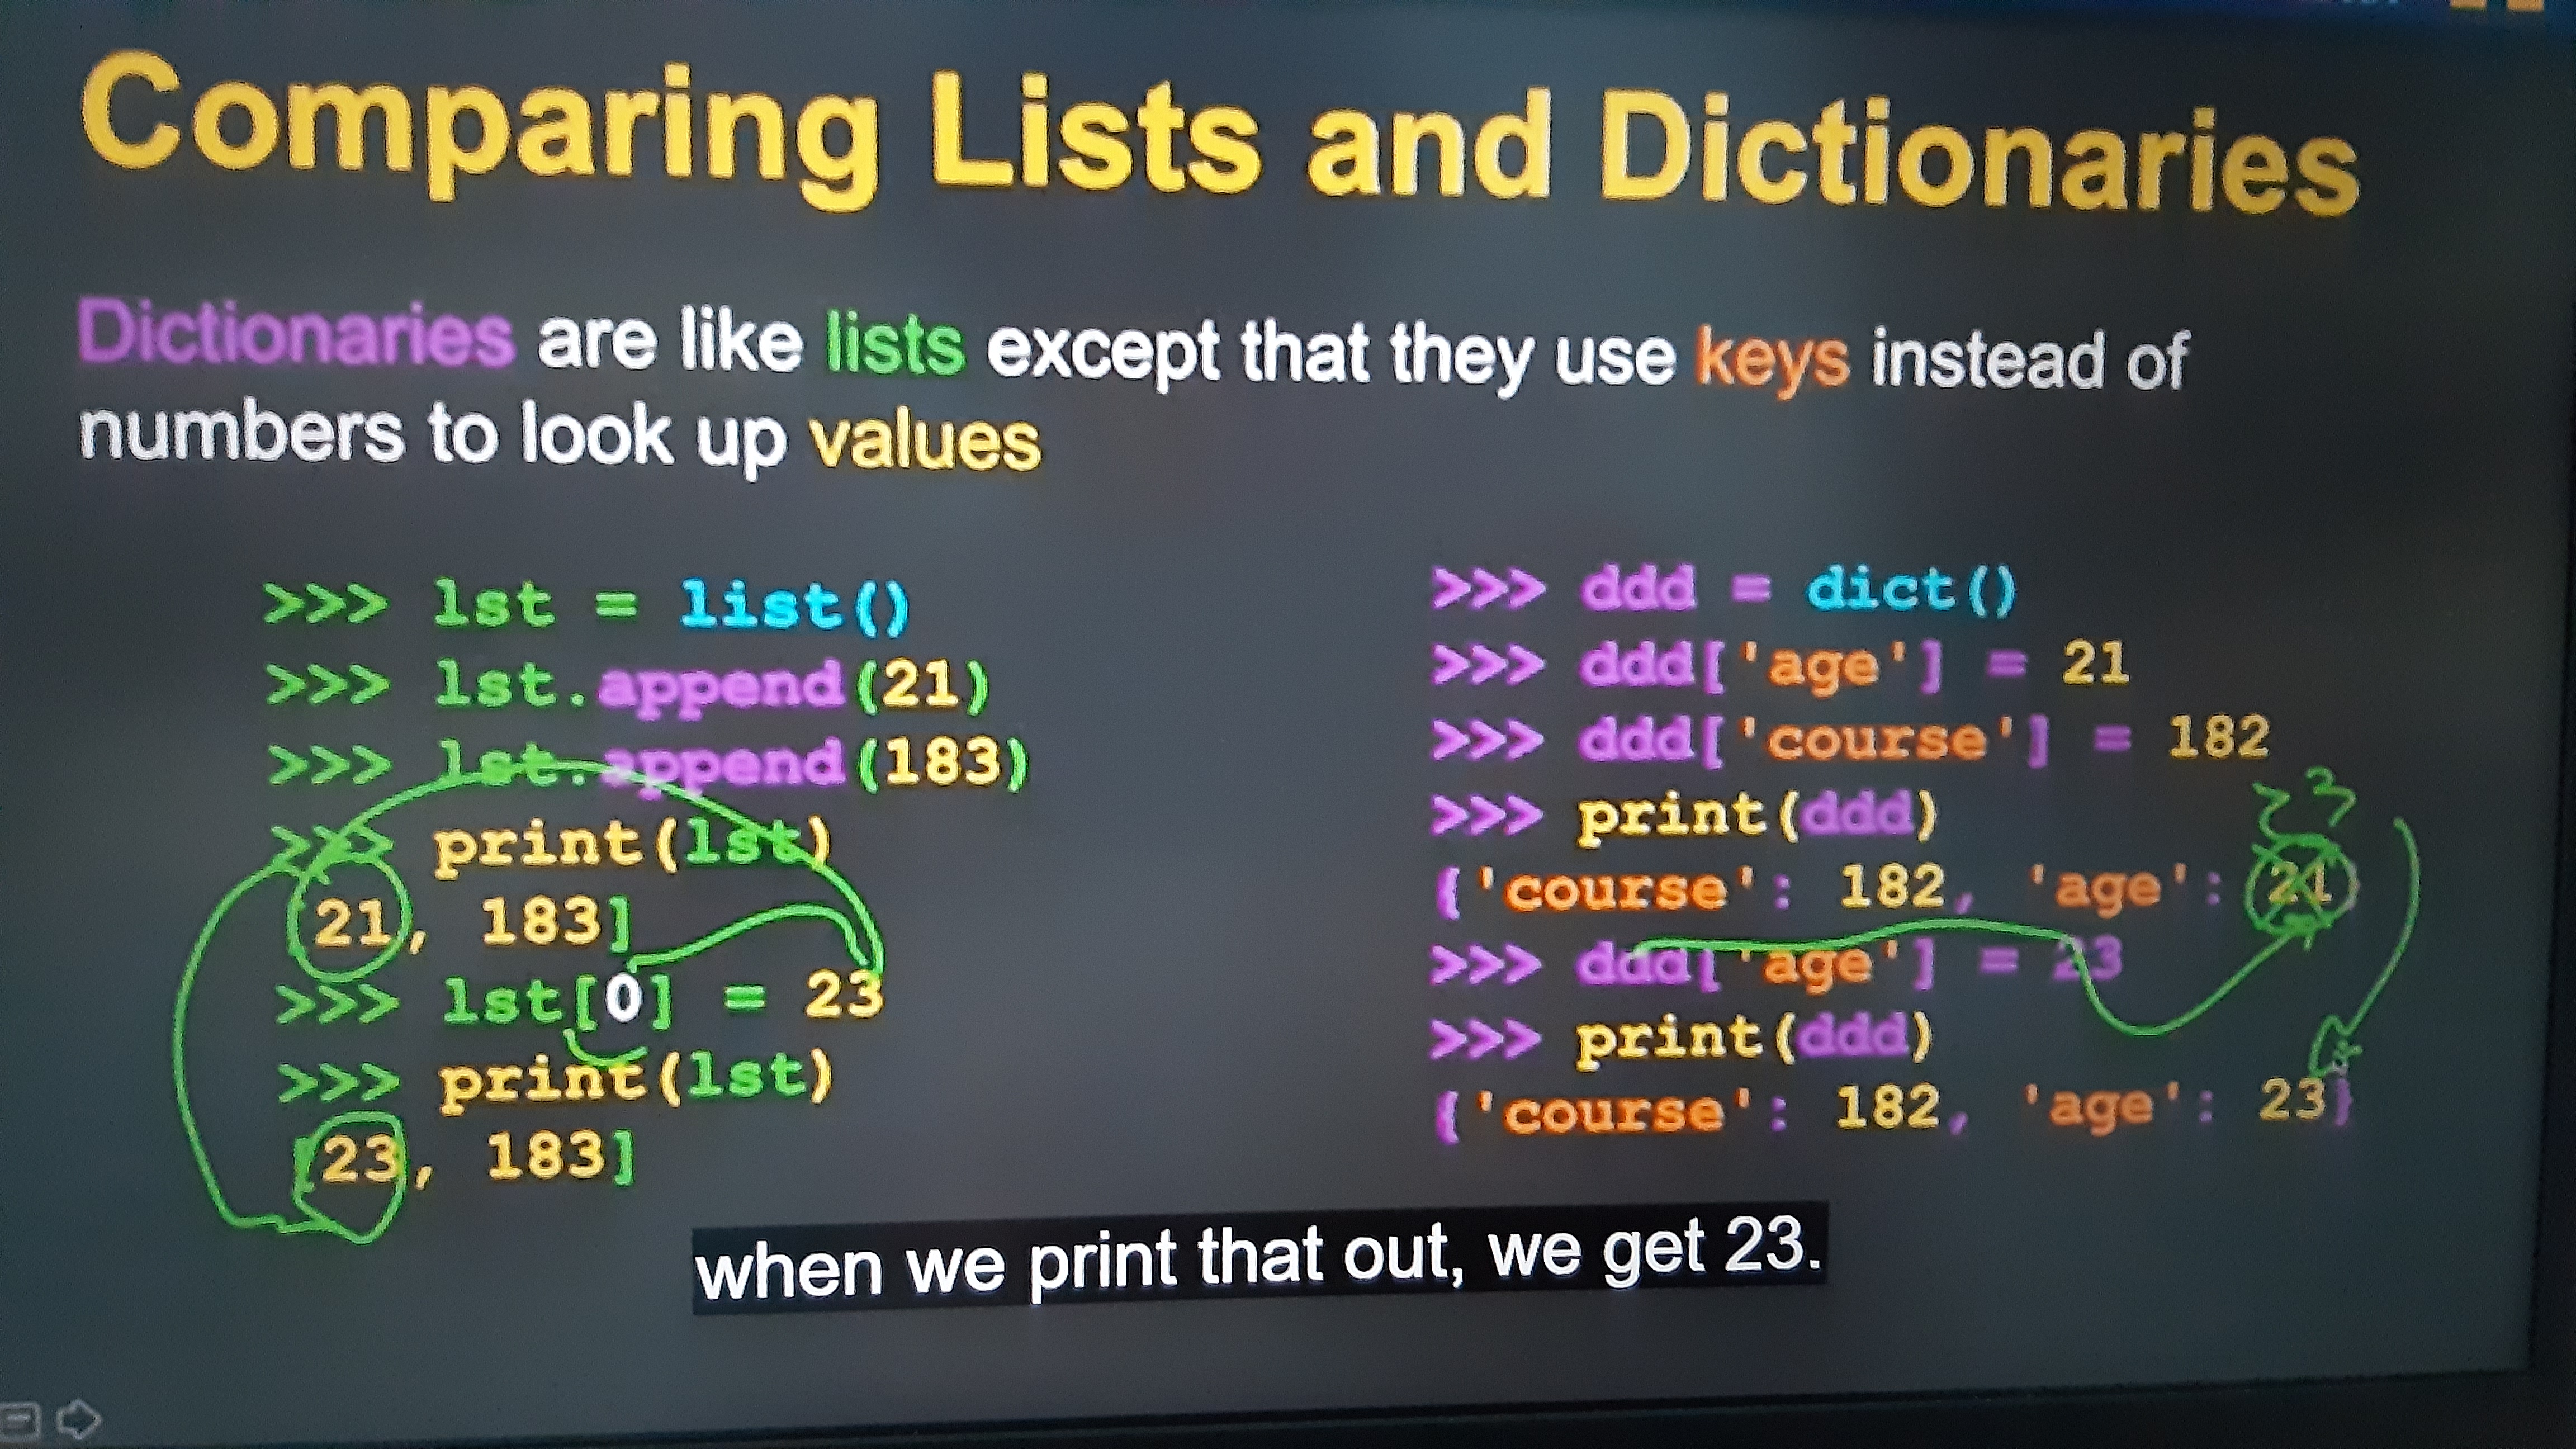 Comparing Lists and Dictionaries
Dictionaries are like lists except that they use keys instead of
numbers to look up values
>>> lst = list()
>>> lst.append(21)
>>> lst.append(183)
>>> print(lst)
[21, 183]
>>> lst[0] = 23
>>> print(lst)
[23, 183]
>>> ddd = dict()
>>> ddd['age'] = 21
>>> ddd['course'] = 182
>>> print(ddd)
23
{'course': 182, 'age': 21}
>>> ddd['age'] = 23
>>> print(ddd)
{'course': 182, 'age': 23}
when we print that out, we get 23.